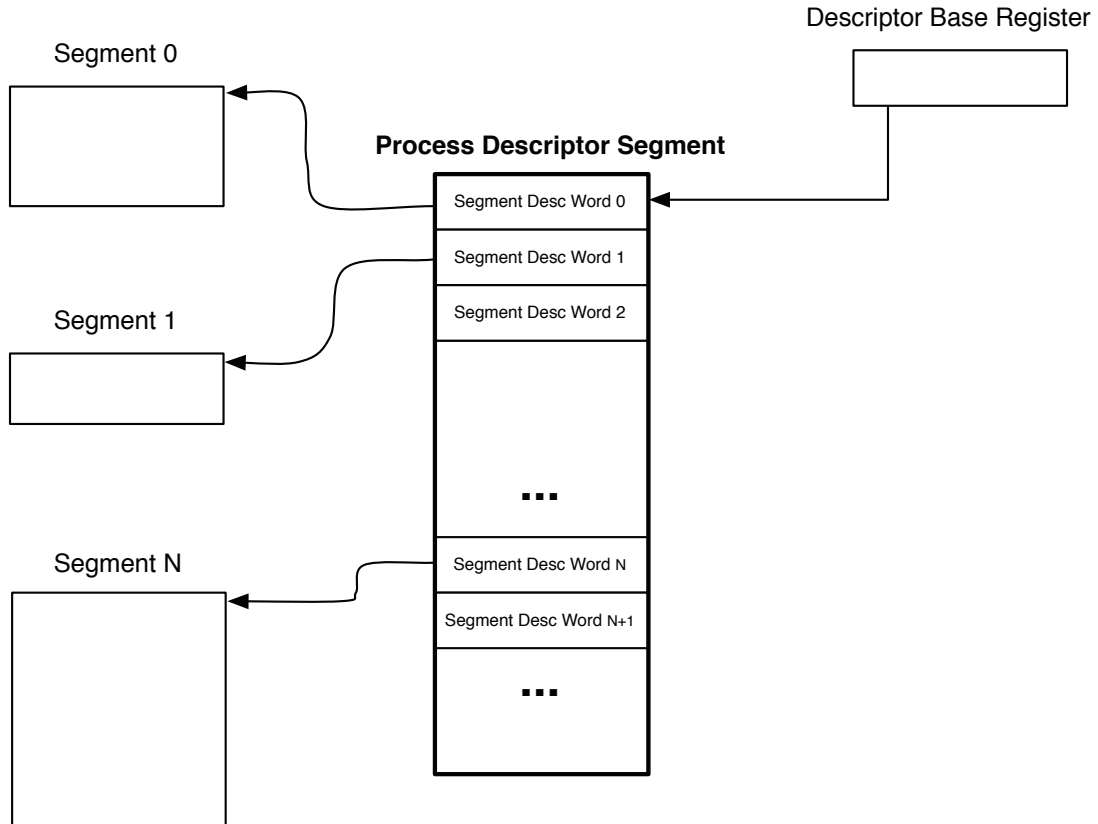 Descriptor Base Register
Segment 0
Process Descriptor Segment
Segment Desc Word 0
Segment Desc Word 1
Segment Desc Word 2
Segment 1
...
Segment N
Segment Desc Word N
Segment Desc Word N+1
...